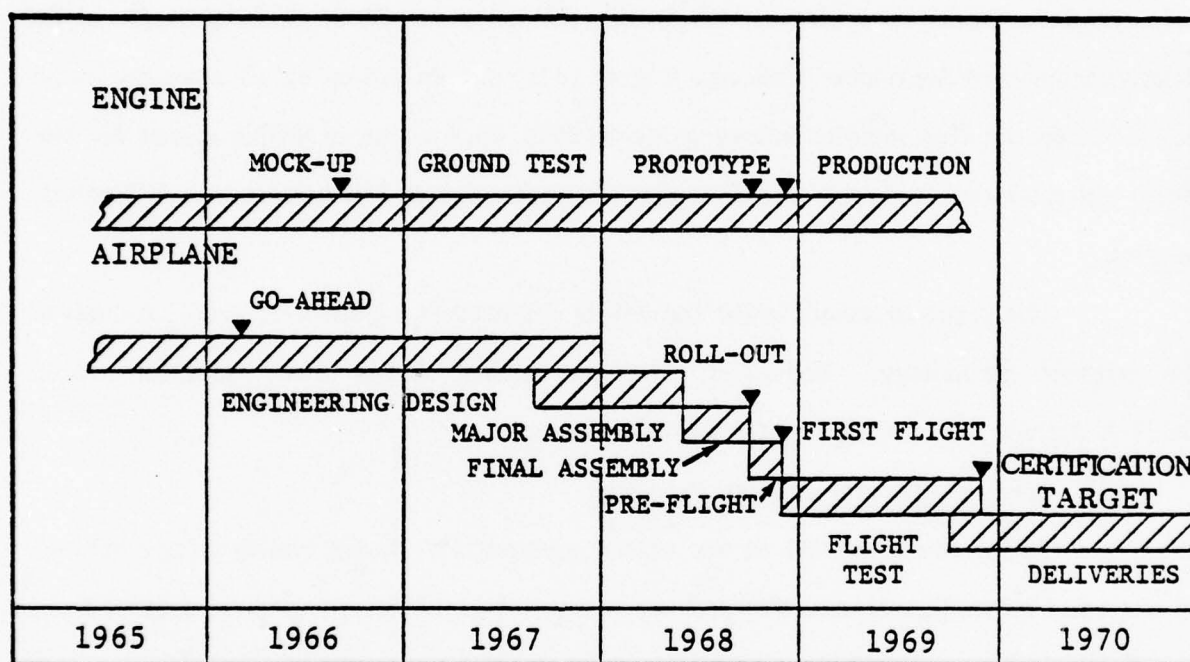 ENGINE
MOCK-UP GROUND TEST PROTOTYPE PRODUCTION
AIRPLANE
GO-AHEAD
ROLL-OUT
ENGINEERING DESIGN
MAJOR ASSEMBLY
FIRST FLIGHT
FINAL ASSEMBLY
CERTIFICATION
TARGET
PRE-FLIGHT
FLIGHT
TEST
DELIVERIES
1965 1966 1967 1968 1969 1970